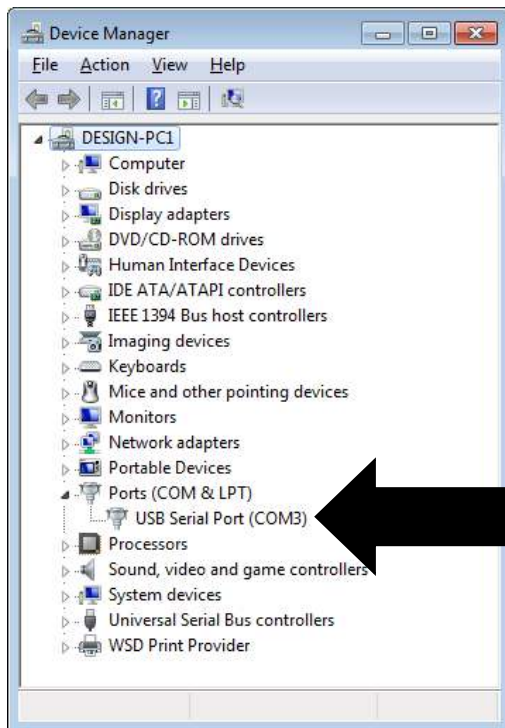 Device Manager
File Action View Help
DESIGN-PC1
Computer
Disk drives
Display adapters
DVD/CD-ROM drives
Human Interface Devices
IDE ATA/ATAPI controllers
IEEE 1394 Bus host controllers
Imaging devices
Keyboards
Mice and other pointing devices
Monitors
Network adapters
Portable Devices
Ports (COM & LPT)
USB Serial Port (COM3)
Processors
Sound, video and game controllers
System devices
Universal Serial Bus controllers
WSD Print Provider